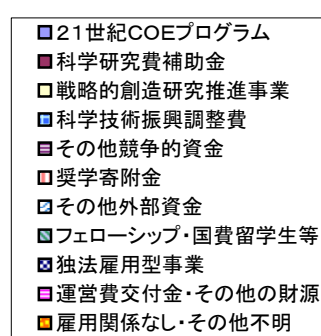 21世紀COEプログラム
科学研究費補助金
戦略的創造研究推進事業
科学技術振興調整費
その他競争的資金
奨学寄附金
その他外部資金
フェローシップ・国費留学生等
独法雇用型事業
運営費交付金・その他の財源
雇用関係なし・その他不明